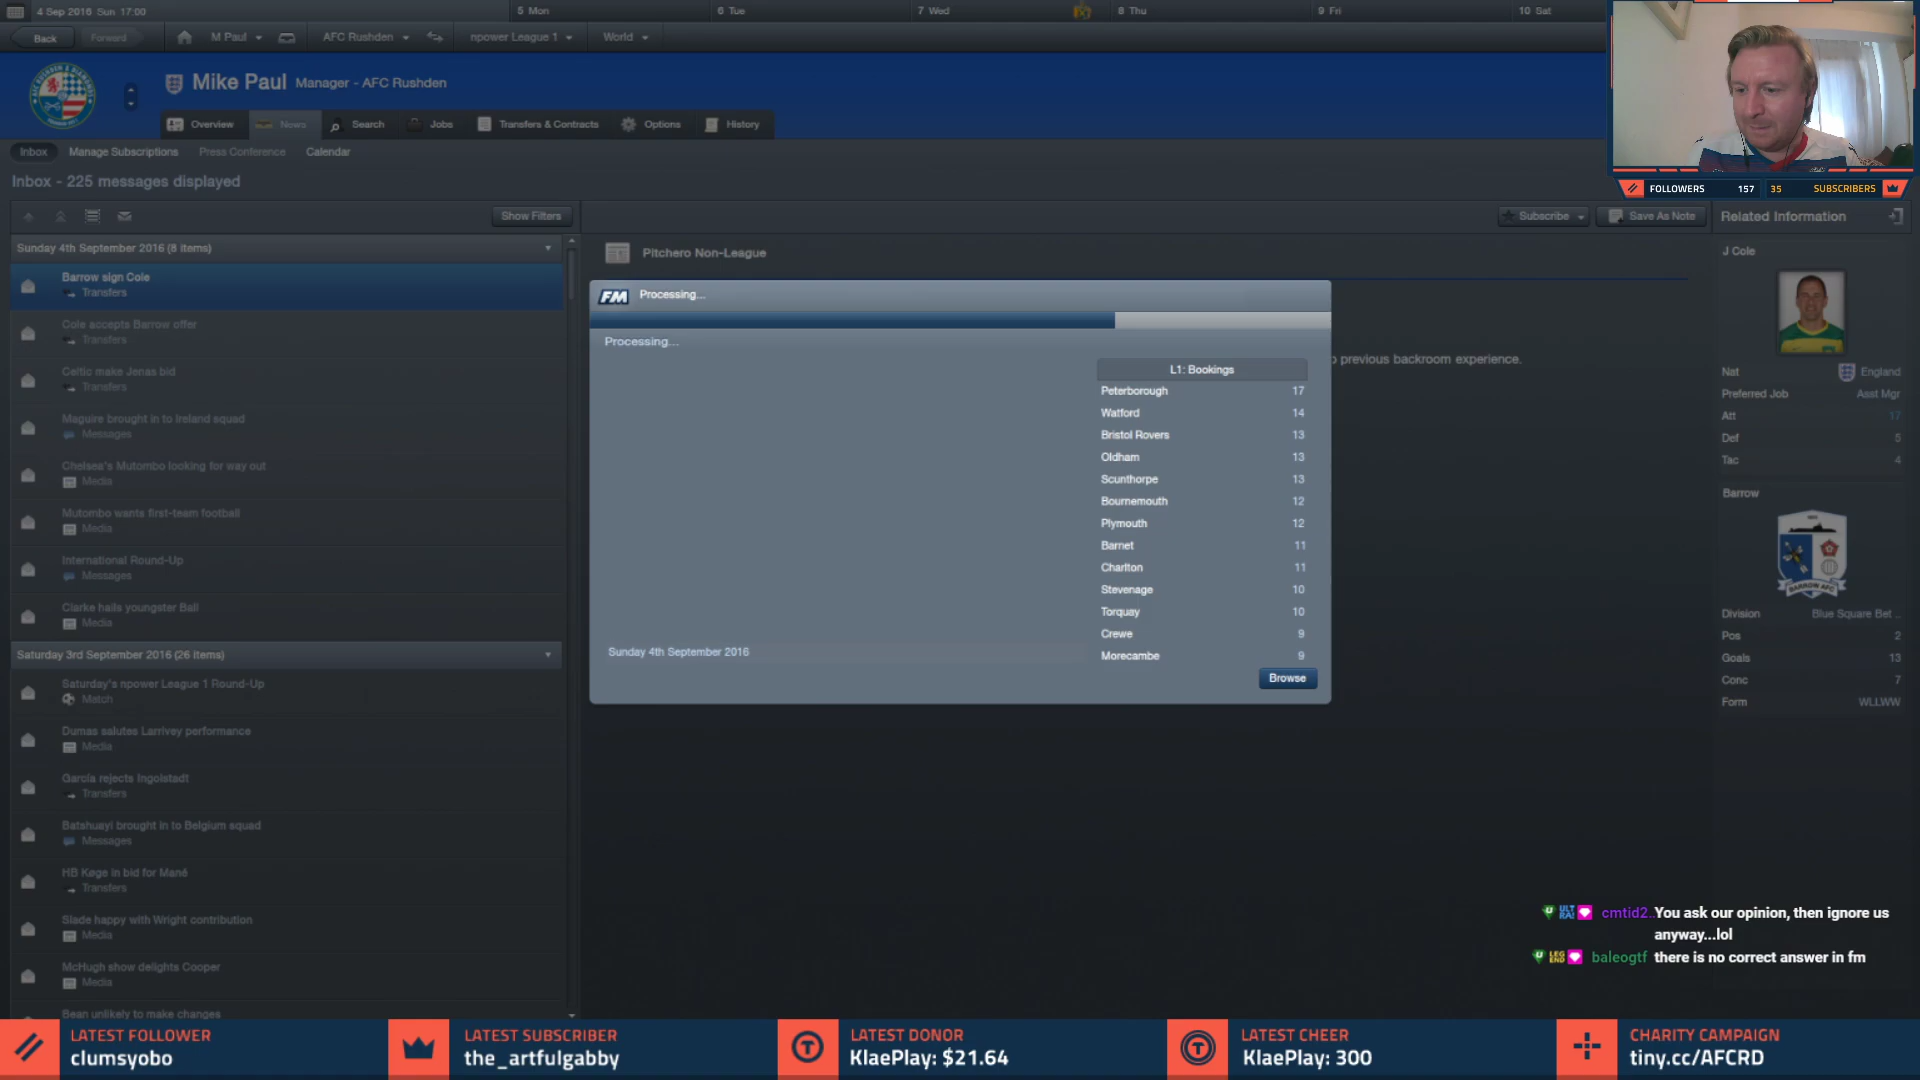 4 Sep 2016 Sun 17:00
5 Mon
6 Tue
7 Wed
8 Thu
9 Fri
10 Sat
Back
Forward
M Paul
AFC Rushden
npower League 1
World
Mike Paul Manager - AFC Rushden
Overview
News
Search
Jobs
Transfers & Contracts
Options
History
Inbox
Manage Subscriptions
Press Conference
Calendar
FOLLOWERS 157
35 SUBSCRIBERS
Inbox - 225 messages displayed
Show Filters
Subscribe
Save As Note
Related Information
Sunday 4th September 2016 (8 items)
Barrow sign Cole
Transfers
Cole accepts Barrow offer
Transfers
Celtic make Jenas bid
Transfers
Maguire brought in to Ireland squad
Messages
Chelsea's Mutombo looking for way out
Media
Mutombo wants first-team football
Media
International Round-Up
Messages
Clarke hails youngster Ball
Media
Saturday 3rd September 2016 (26 items)
Saturday's npower League 1 Round-Up
Match
Dumas salutes Larrivey performance
Media
García rejects Ingolstadt
Transfers
Batshuayi brought in to Belgium squad
Messages
HB Køge in bid for Mané
Transfers
Slade happy with Wright contribution
Media
McHugh show delights Cooper
Media
Bean unlikely to make changes
Pitchero Non-League
previous backroom experience.
FM Processing...
Processing...
L1: Bookings
Peterborough 17
Watford 14
Bristol Rovers 13
Oldham 13
Scunthorpe 13
Bournemouth 12
Plymouth 12
Barnet 11
Charlton 11
Stevenage 10
Torquay 10
Crewe 9
Morecambe 9
Sunday 4th September 2016
Browse
J Cole
Nat England
Preferred Job Asst Mgr
Att 17
Def 5
Tac 4
Barrow
BARROW AFC
Division Blue Square Bet ..
Pos 2
Goals 13
Conc 7
Form WLLWW
cmtid2.. You ask our opinion, then ignore us
anyway...lol
baleogtf there is no correct answer in fm
LATEST FOLLOWER
clumsyobo
LATEST SUBSCRIBER
the_artfulgabby
LATEST DONOR
KlaePlay: $21.64
LATEST CHEER
KlaePlay: 300
CHARITY CAMPAIGN
tiny.cc/AFCRD